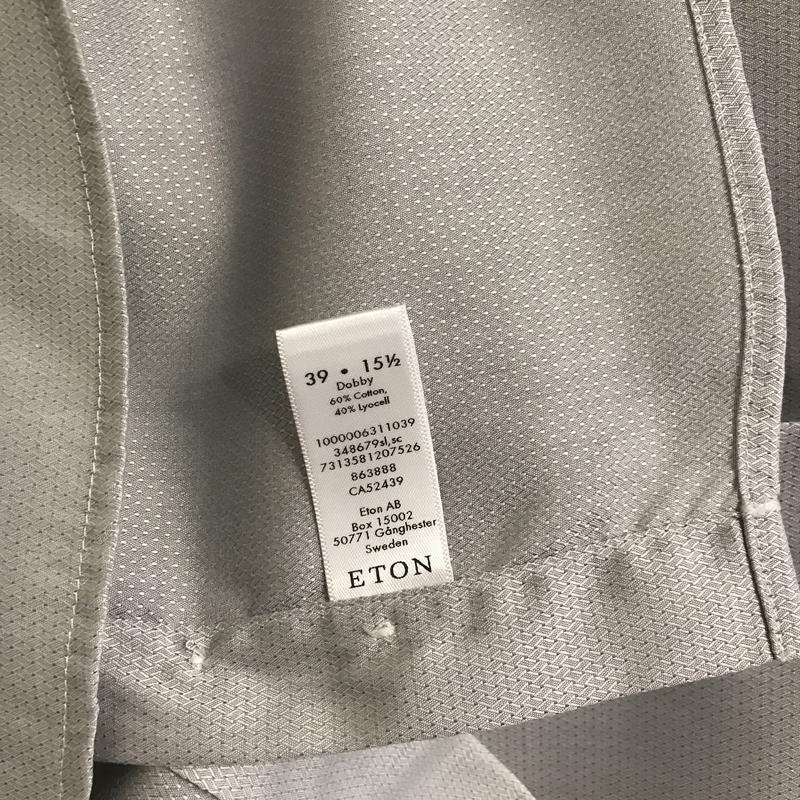 39 • 15½
Dobby
60% Cotton,
40% Lyocell
1000006311039
348679sl,sc
7313581207526
863888
CA52439
Eton AB
Box 15002
50771 Gånghester
Sweden
ETON